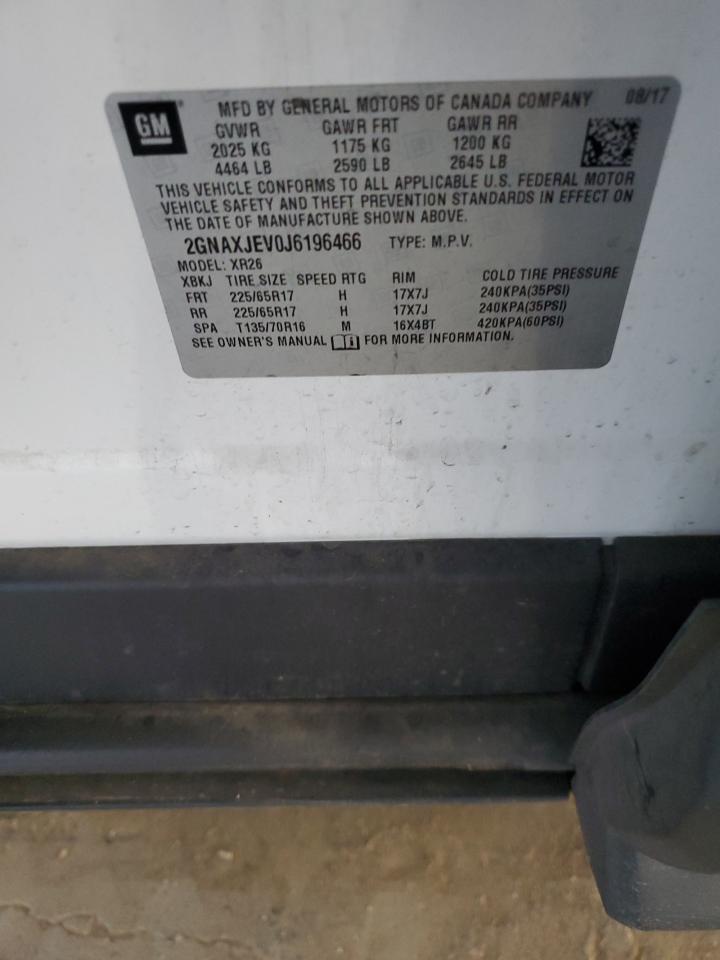 GM
MFD BY GENERAL MOTORS OF CANADA COMPANY 08/17
GVWR GAWR FRT GAWR RR
2025 KG 1175 KG 1200 KG
4464 LB 2590 LB 2645 LB
THIS VEHICLE CONFORMS TO ALL APPLICABLE U.S. FEDERAL MOTOR
VEHICLE SAFETY AND THEFT PREVENTION STANDARDS IN EFFECT ON
THE DATE OF MANUFACTURE SHOWN ABOVE.
2GNAXJEV0J6196466 TYPE: M.P.V.
MODEL: XR26
XBKJ TIRE SIZE SPEED RTG RIM COLD TIRE PRESSURE
FRT 225/65R17 H 17X7J 240KPA(35PSI)
RR 225/65R17 H 17X7J 240KPA(35PSI)
SPA T135/70R16 M 16X4BT 420KPA(60PSI)
SEE OWNER'S MANUAL FOR MORE INFORMATION.